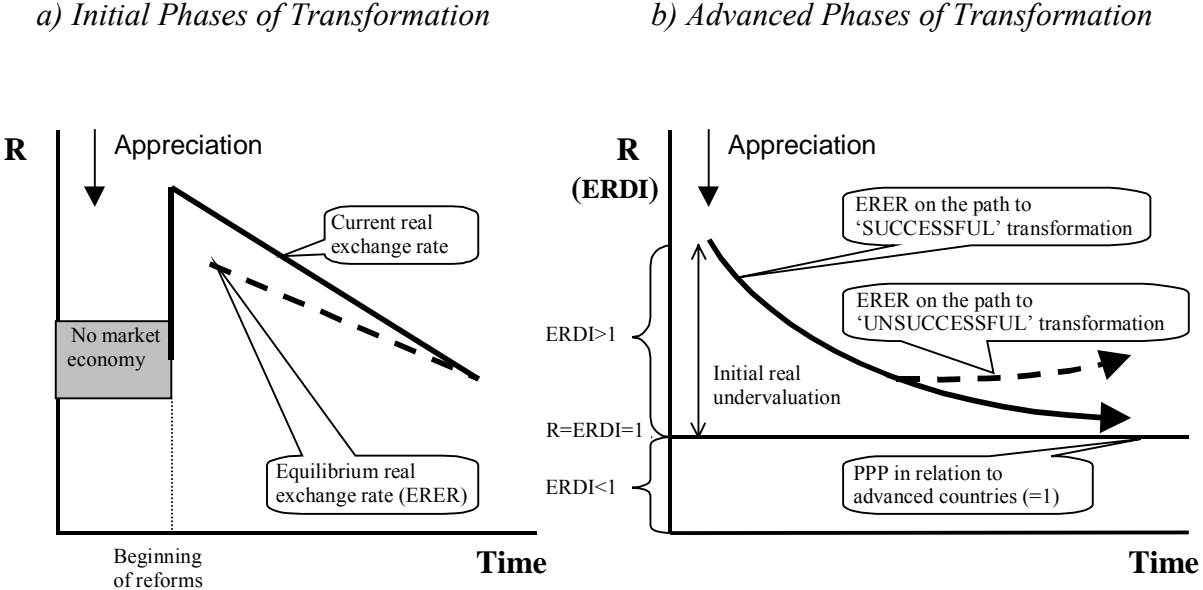 a) Initial Phases of Transformation
R
Appreciation
Current real
exchange rate
No market
economy
Equilibrium real
exchange rate (ERER)
Beginning
of reforms
Time
b) Advanced Phases of Transformation
R
(ERDI)
Appreciation
ERER on the path to
‘SUCCESSFUL’ transformation
ERER on the path to
‘UNSUCCESSFUL’ transformation
ERDI>1
Initial real
undervaluation
R=ERDI=1
ERDI<1
PPP in relation to
advanced countries (=1)
Time